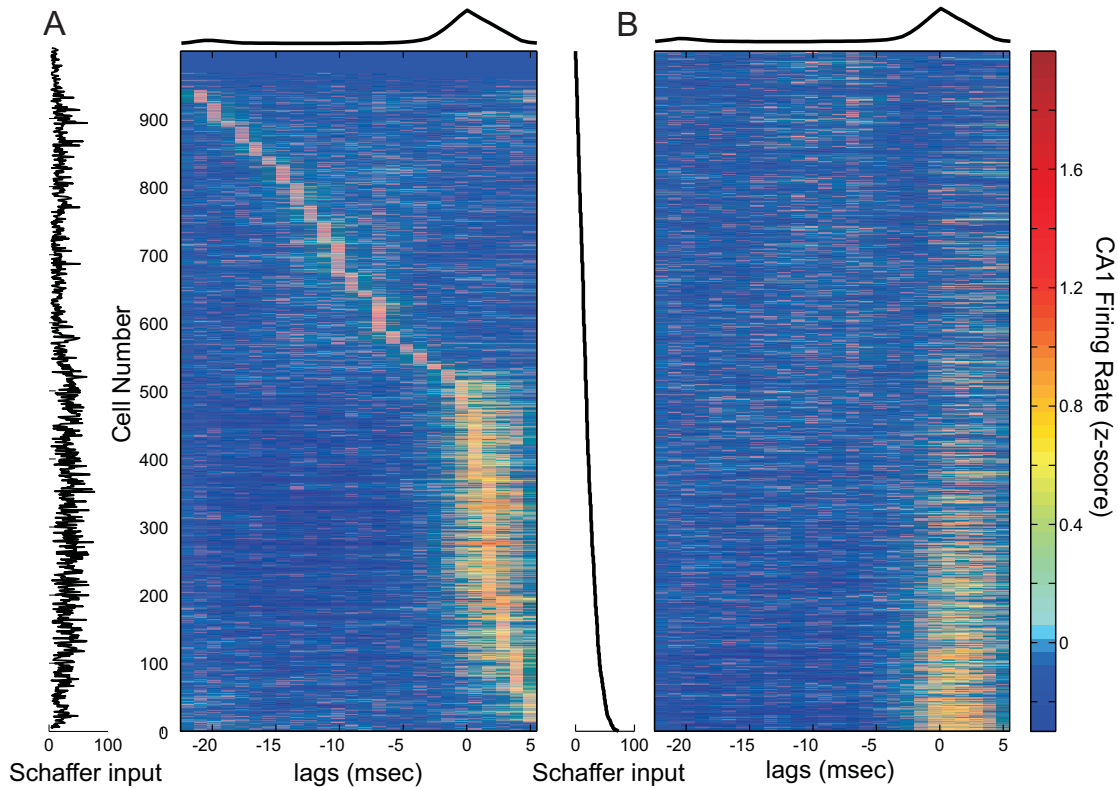 A
B
900
800
700
600
500
400
300
200
100
0
Cell Number
-20 -15 -10 -5 0 5
lags (msec)
0 100
Schaffer input
0 100
Schaffer input
-20 -15 -10 -5 0 5
lags (msec)
1.6
1.2
0.8
0.4
0
CA1 Firing Rate (z-score)